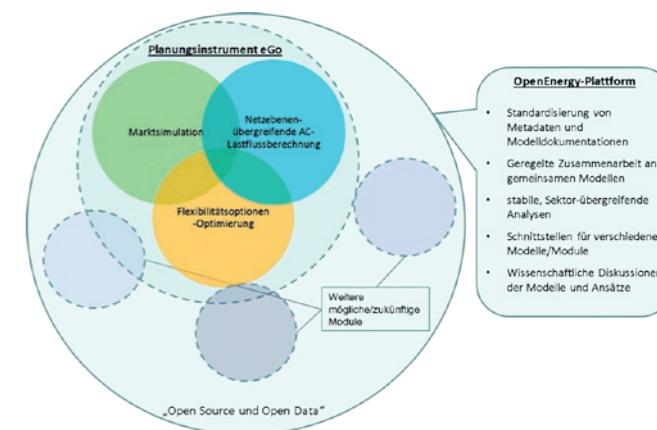 Planungsinstrument eGo
Marktsimulation
Netzebenen-
übergreifende AC-
Lastflussberechnung
Flexibilitätsoptionen
-Optimierung
Weitere
mögliche/zukünftige
Module
„Open Source und Open Data“
OpenEnergy-Plattform
• Standardisierung von
Metadaten und
Modelldokumentationen
• Geregelte Zusammenarbeit an
gemeinsamen Modellen
• stabile, Sektor-übergreifende
Analysen
• Schnittstellen für verschiedene
Modelle/Module
• Wissenschaftliche Diskussionen
der Modelle und Ansätze